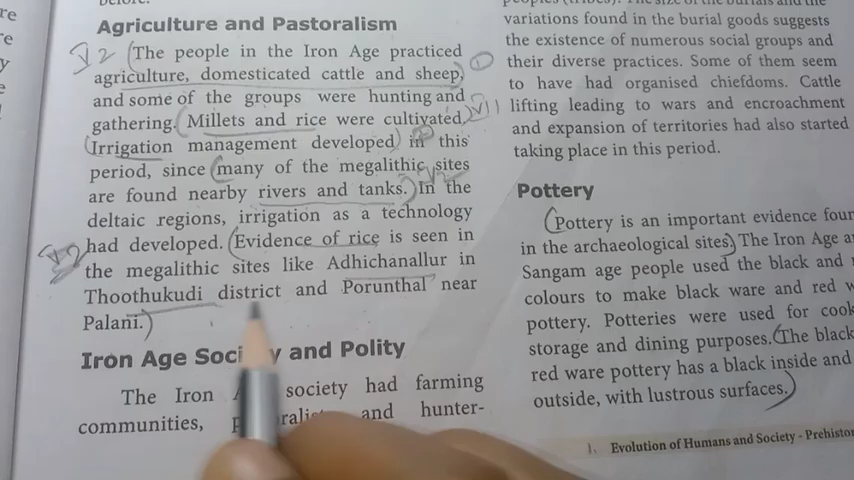 Agriculture and Pastoralism
The people in the Iron Age practiced
agriculture, domesticated cattle and sheep,
and some of the groups were hunting and
gathering. Millets and rice were cultivated.
Irrigation management developed in this
period, since many of the megalithic sites
are found nearby rivers and tanks. In the
deltaic regions, irrigation as a technology
had developed. Evidence of rice is seen in
the megalithic sites like Adhichanallur in
Thoothukudi district and Porunthal near
Palani.
Iron Age Society and Polity
The Iron society had farming
communities, and hunter-
variations found in the burial goods suggests
the existence of numerous social groups and
their diverse practices. Some of them seem
to have had organised chiefdoms. Cattle
lifting leading to wars and encroachment
and expansion of territories had also started
taking place in this period.
Pottery
Pottery is an important evidence
in the archaeological sites. The Iron Age
Sangam age people used the black and
colours to make black ware and red
pottery. Potteries were used for
storage and dining purposes. The black
red ware pottery has a black inside and
outside, with lustrous surfaces.
1. Evolution of Humans and Society -